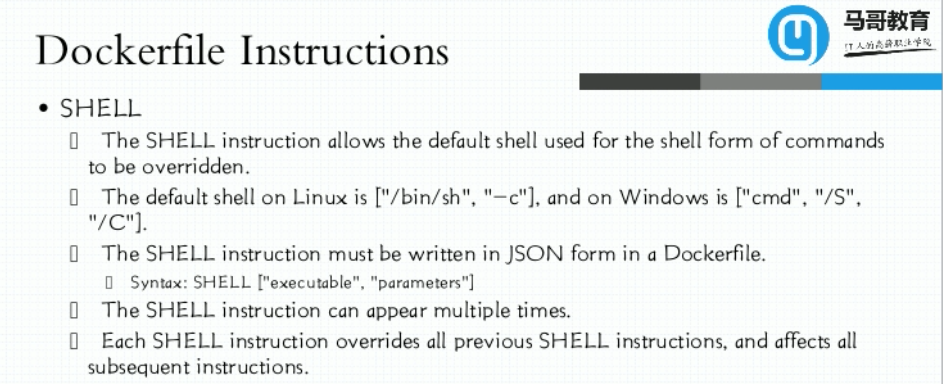 马哥教育
IT人的高薪职业学院
Dockerfile Instructions
• SHELL
The SHELL instruction allows the default shell used for the shell form of commands
to be overridden.
The default shell on Linux is ["/bin/sh", "-c"], and on Windows is ["cmd", "/S",
"/C"].
The SHELL instruction must be written in JSON form in a Dockerfile.
Syntax: SHELL ["executable", "parameters"]
The SHELL instruction can appear multiple times.
Each SHELL instruction overrides all previous SHELL instructions, and affects all
subsequent instructions.